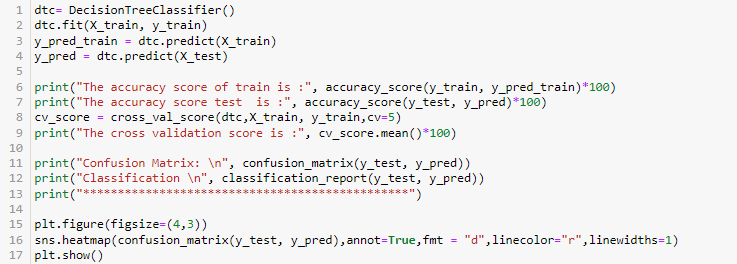 1 dtc= DecisionTreeClassifier()
2 dtc.fit(X_train, y_train)
3 y_pred_train = dtc.predict(X_train)
4 y_pred = dtc.predict(X_test)
5
6 print("The accuracy score of train is :", accuracy_score(y_train, y_pred_train)*100)
7 print("The accuracy score test  is :", accuracy_score(y_test, y_pred)*100)
8 cv_score = cross_val_score(dtc,X_train, y_train,cv=5)
9 print("The cross validation score is :", cv_score.mean()*100)
10
11 print("Confusion Matrix: \n", confusion_matrix(y_test, y_pred))
12 print("Classification \n", classification_report(y_test, y_pred))
13 print("***********************************************")
14
15 plt.figure(figsize=(4,3))
16 sns.heatmap(confusion_matrix(y_test, y_pred),annot=True,fmt = "d",linecolor="r",linewidths=1)
17 plt.show()